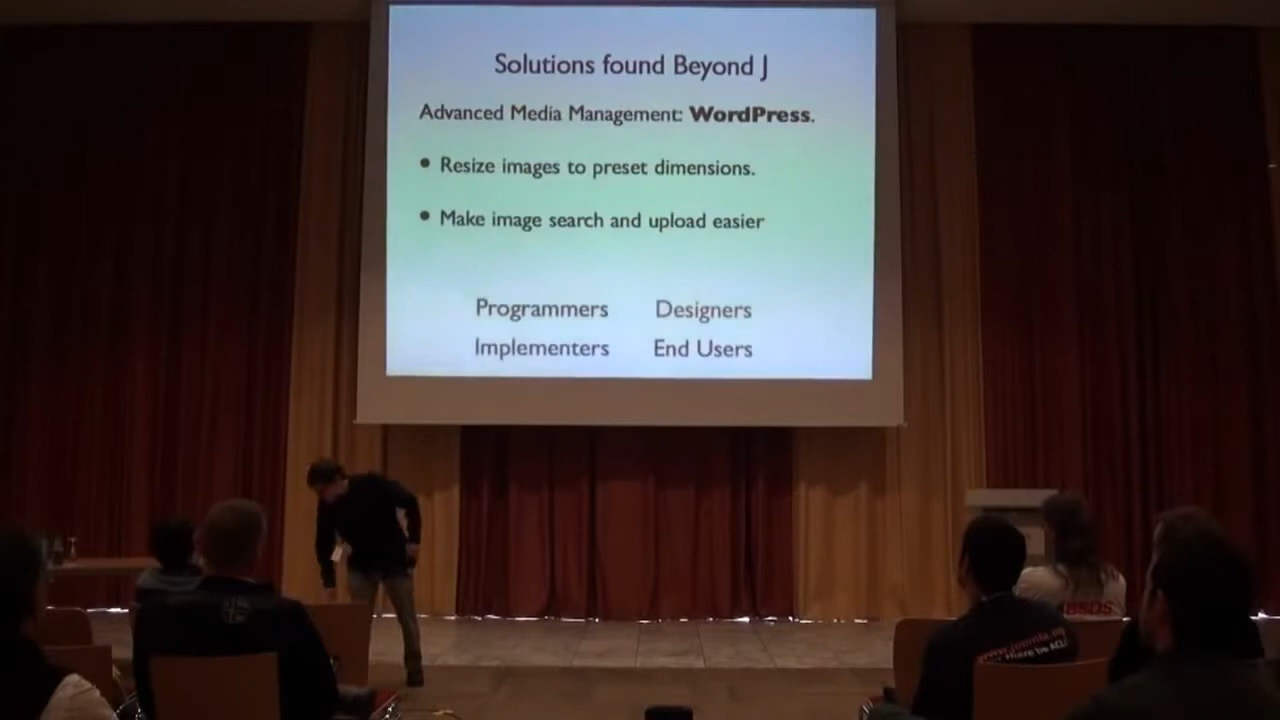 Solutions found Beyond J
Advanced Media Management: WordPress.
• Resize images to preset dimensions.
• Make image search and upload easier
Programmers Designers
Implementers End Users